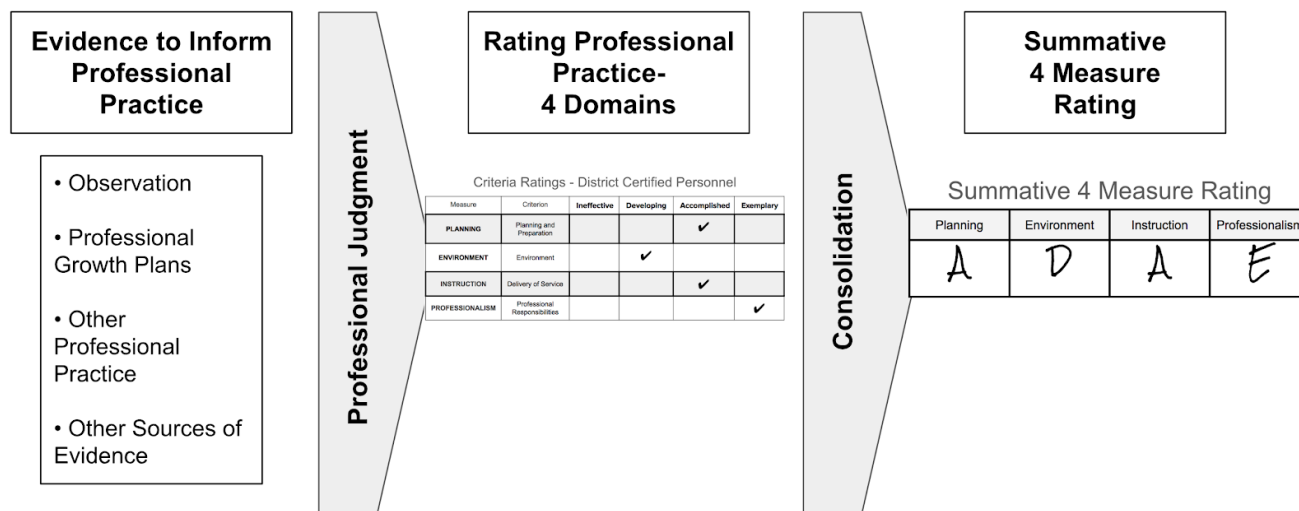 Evidence to Inform
Professional
Practice
• Observation
• Professional
Growth Plans
• Other
Professional
Practice
• Other Sources of
Evidence
Professional Judgment
Rating Professional
Practice-
4 Domains
Criteria Ratings - District Certified Personnel
Measure Criterion Ineffective Developing Accomplished Exemplary
PLANNING Planning and
Preparation ✔
ENVIRONMENT Environment ✔
INSTRUCTION Delivery of Service ✔
PROFESSIONALISM Professional
Responsibilities ✔
Consolidation
Summative
4 Measure
Rating
Summative 4 Measure Rating
Planning Environment Instruction Professionalism
A D A E